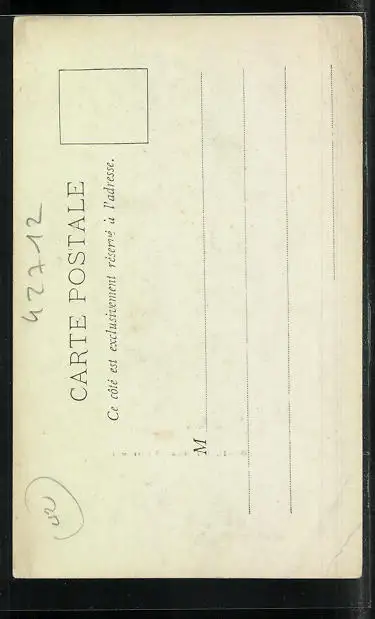 42712
CARTE POSTALE
Ce côté est exclusivement réservé à l'adresse.
M